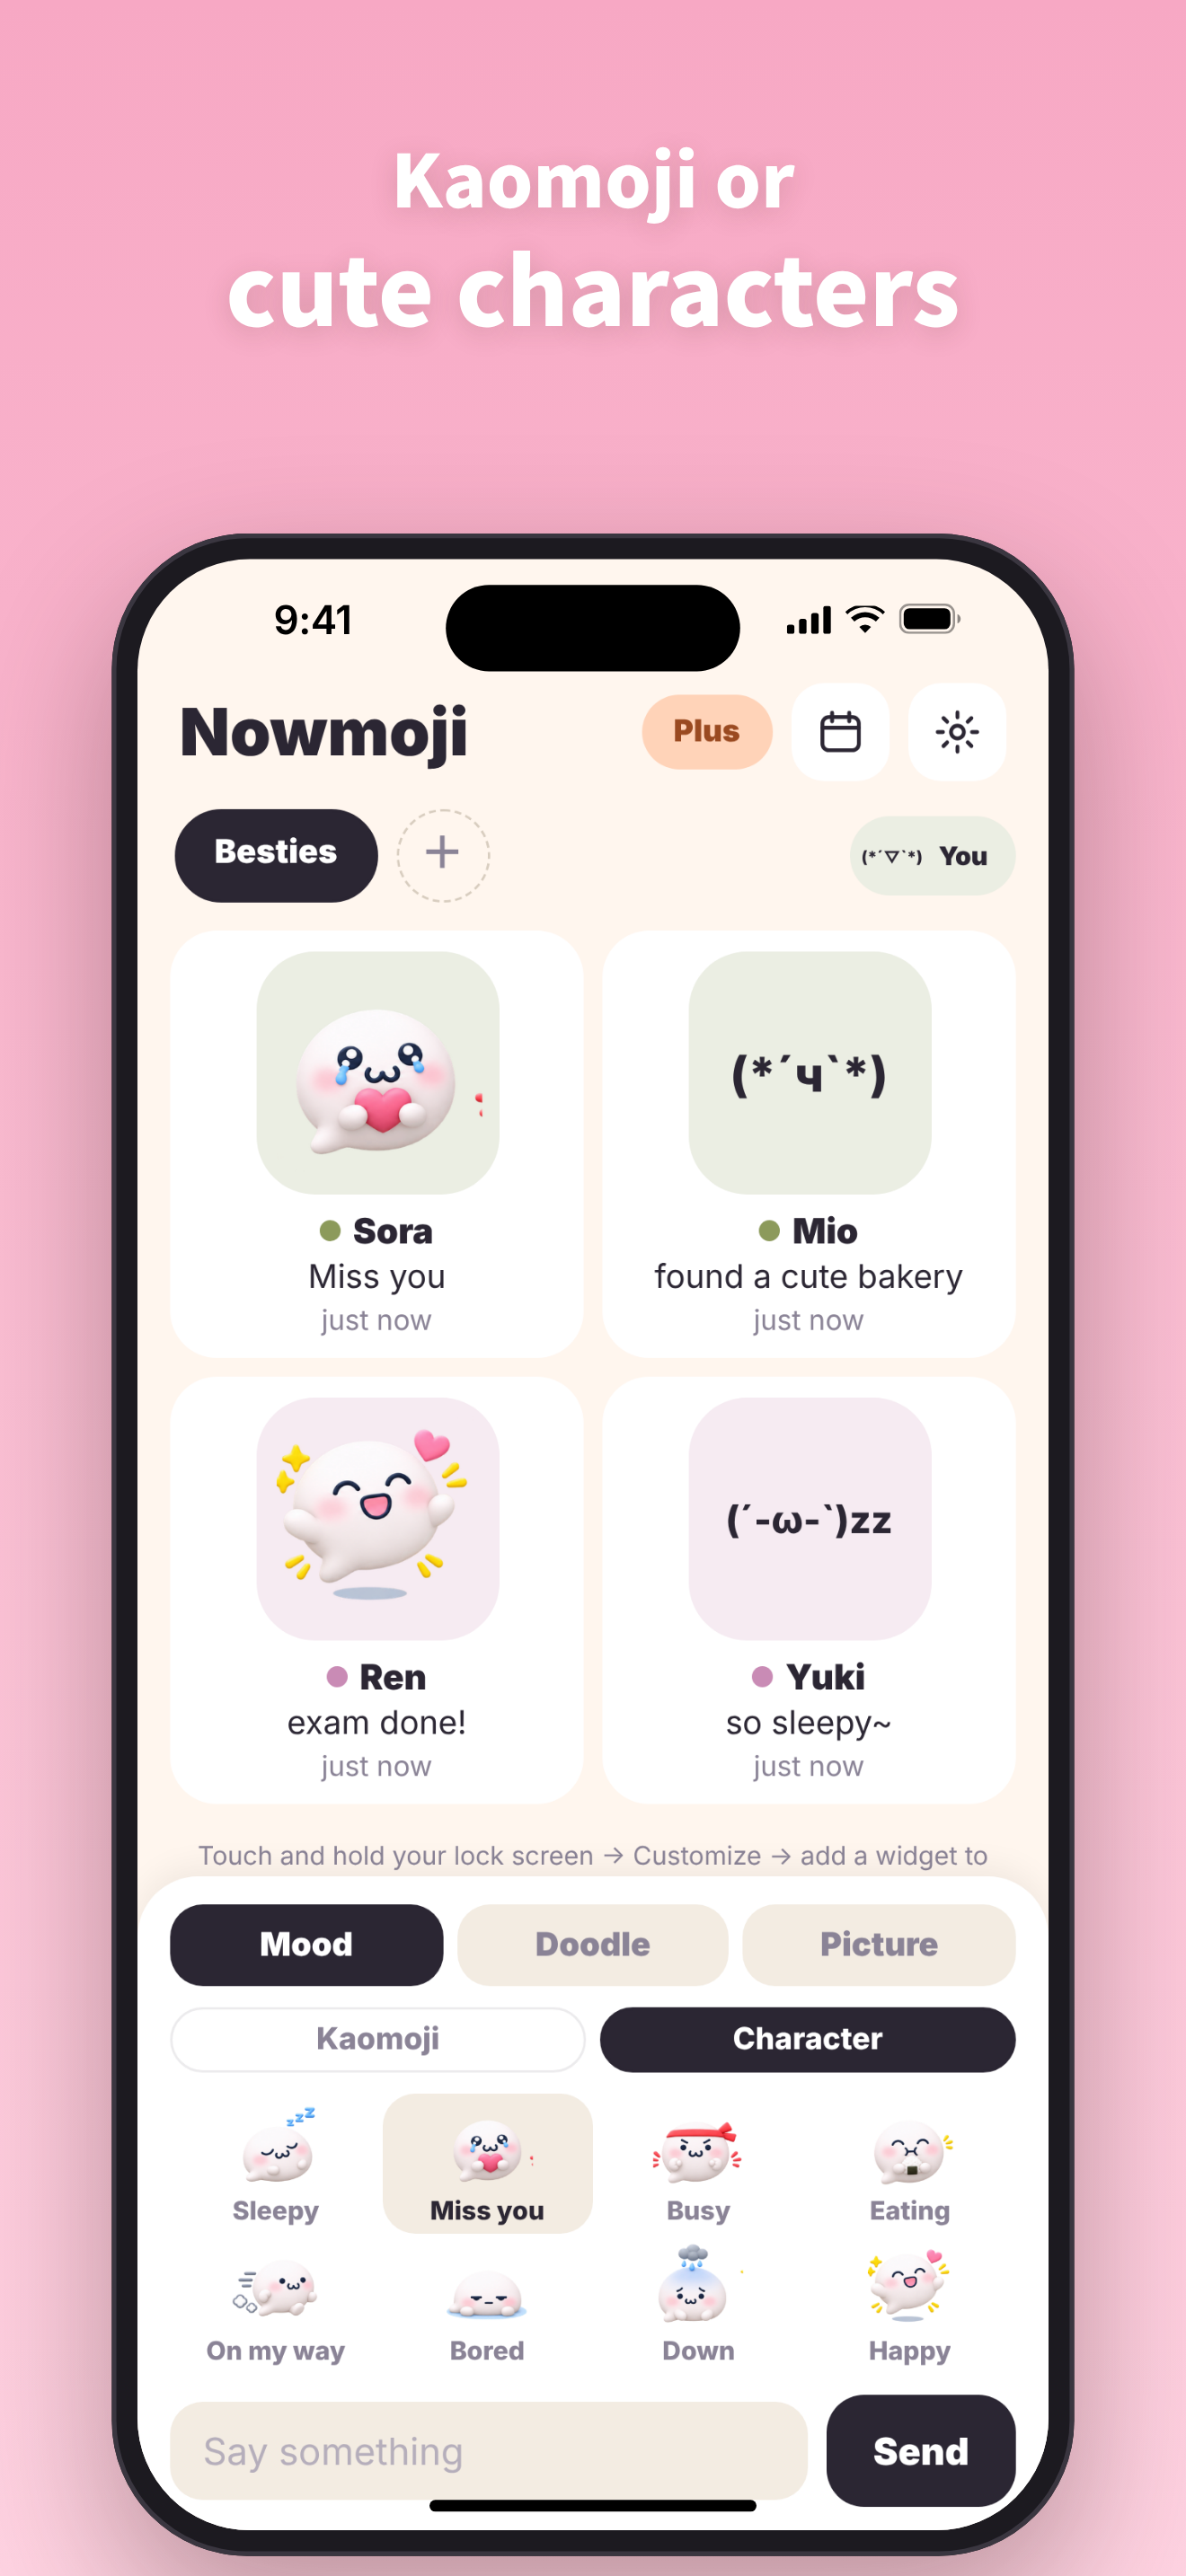 Kaomoji or
cute characters
9:41
Nowmoji
Plus
Besties
+
(*´▽`*) You
(*´ч`*)
Sora
Mio
Miss you
found a cute bakery
just now
just now
(´-ω-`)zz
Ren
Yuki
exam done!
so sleepy~
just now
just now
Touch and hold your lock screen → Customize → add a widget to
Mood
Doodle
Picture
Kaomoji
Character
zzz
Sleepy
Miss you
Busy
Eating
On my way
Bored
Down
Happy
Say something
Send